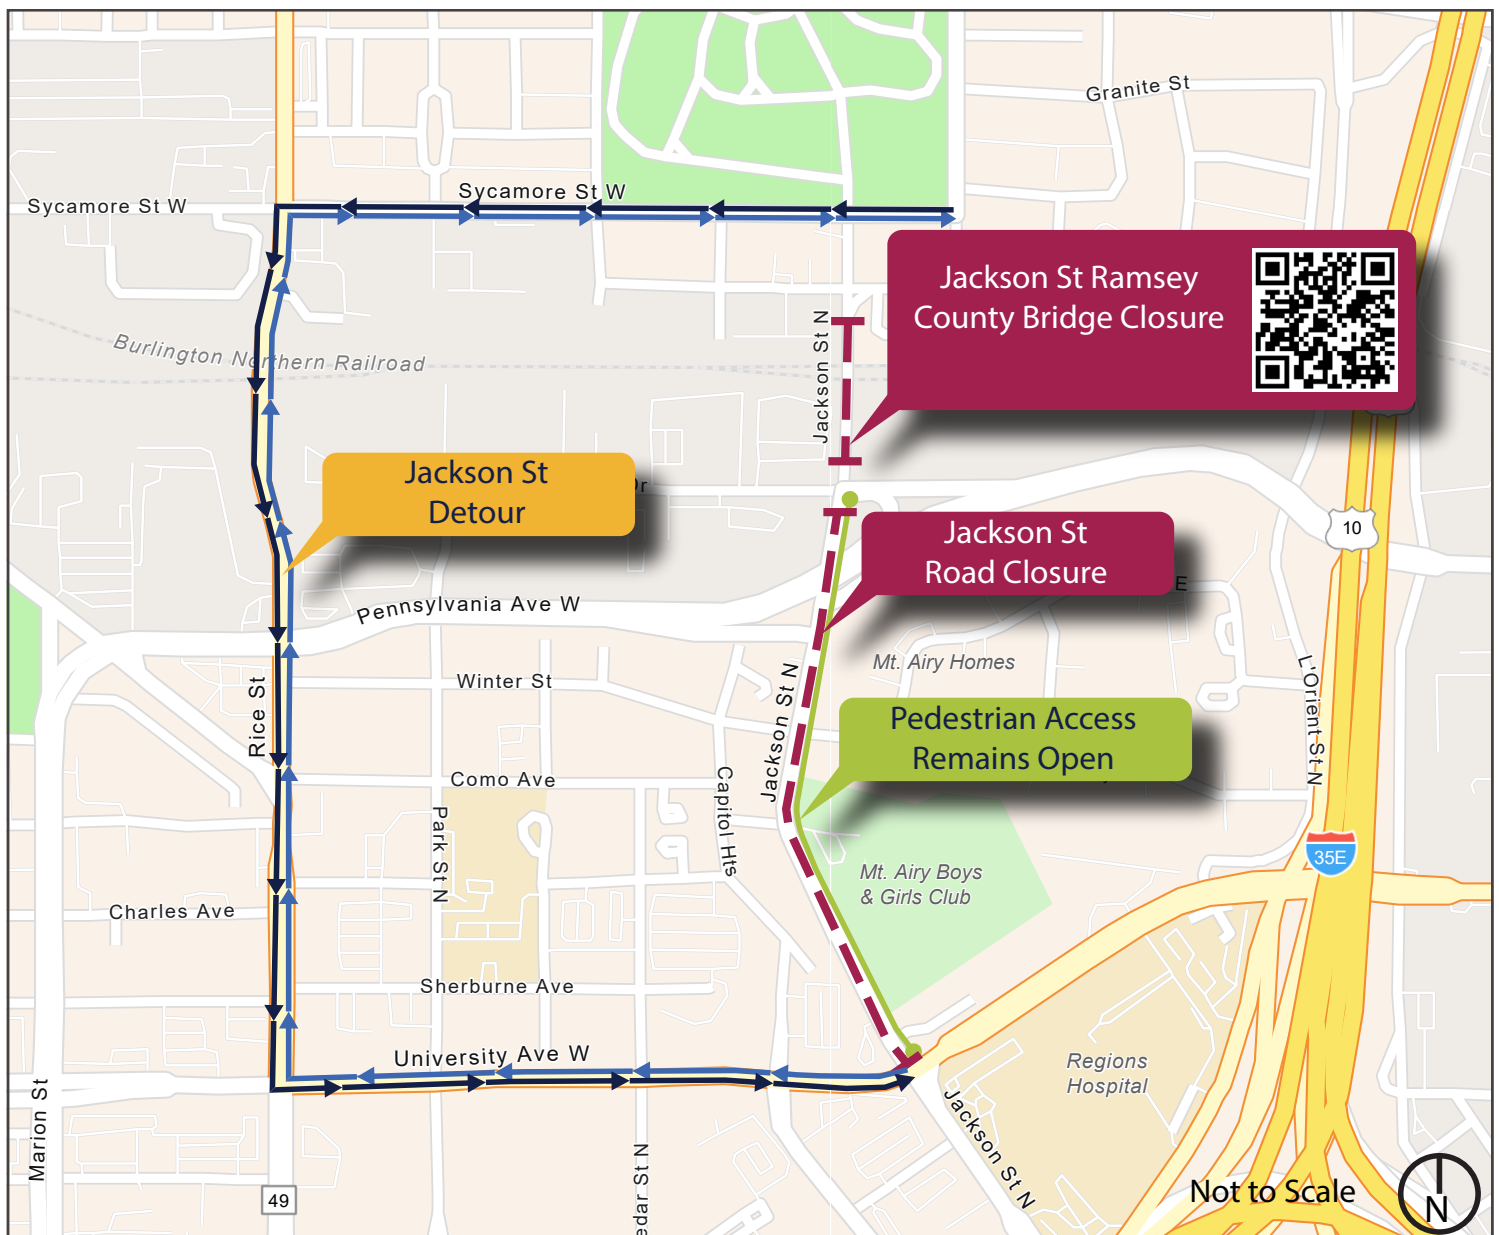 Granite St
Sycamore St W
Sycamore St W
Jackson St Ramsey
County Bridge Closure
Jackson St N
Burlington Northern Railroad
Jackson St
Detour
Dr
10
Jackson St
Road Closure
E
Pennsylvania Ave W
Mt. Airy Homes
Winter St
Rice St
Jackson St N
L'Orient St N
Pedestrian Access
Remains Open
Como Ave
Capitol Hts
Park St N
35E
Mt. Airy Boys
& Girls Club
Charles Ave
Sherburne Ave
University Ave W
Regions
Hospital
Marion St
Jackson St N
edar St N
49
Not to Scale
N